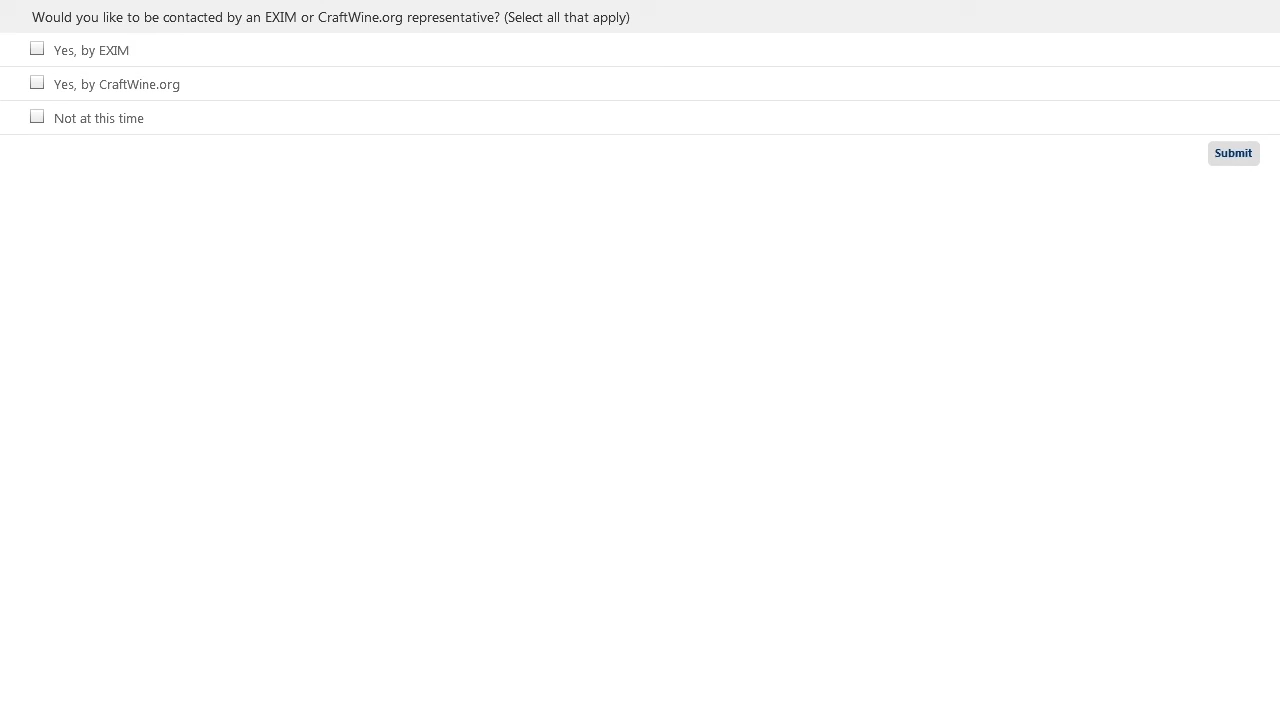 Would you like to be contacted by an EXIM or CraftWine.org representative? (Select all that apply)
Yes, by EXIM
Yes, by CraftWine.org
Not at this time
Submit